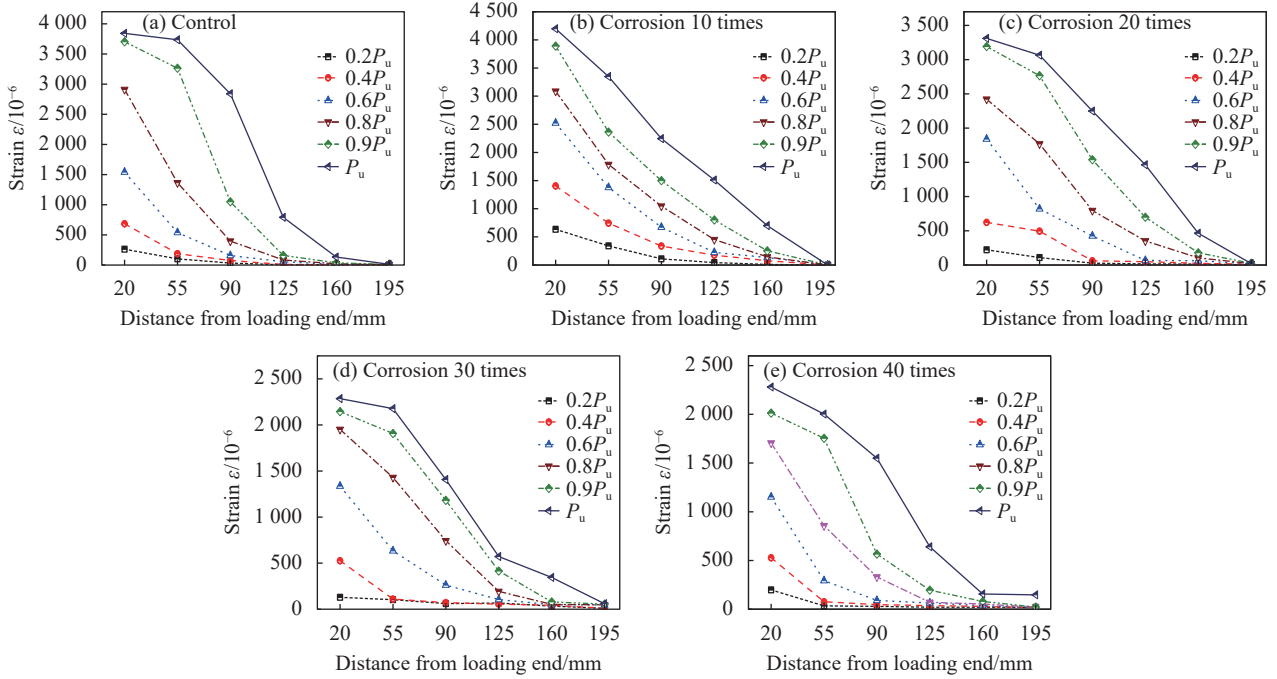 (a) Control
4 000
3 500
3 000
2 500
2 000
1 500
1 000
500
0
Strain ε/10⁻⁶
0.2Pᵤ
0.4Pᵤ
0.6Pᵤ
0.8Pᵤ
0.9Pᵤ
Pᵤ
20 55 90 125 160 195
Distance from loading end/mm
(b) Corrosion 10 times
4 500
4 000
3 500
3 000
2 500
2 000
1 500
1 000
500
0
Strain ε/10⁻⁶
0.2Pᵤ
0.4Pᵤ
0.6Pᵤ
0.8Pᵤ
0.9Pᵤ
Pᵤ
20 55 90 125 160 195
Distance from loading end/mm
(c) Corrosion 20 times
3 500
3 000
2 500
2 000
1 500
1 000
500
0
Strain ε/10⁻⁶
0.2Pᵤ
0.4Pᵤ
0.6Pᵤ
0.8Pᵤ
0.9Pᵤ
Pᵤ
20 55 90 125 160 195
Distance from loading end/mm
(d) Corrosion 30 times
2 500
2 000
1 500
1 000
500
0
Strain ε/10⁻⁶
0.2Pᵤ
0.4Pᵤ
0.6Pᵤ
0.8Pᵤ
0.9Pᵤ
Pᵤ
20 55 90 125 160 195
Distance from loading end/mm
(e) Corrosion 40 times
2 500
2 000
1 500
1 000
500
0
Strain ε/10⁻⁶
0.2Pᵤ
0.4Pᵤ
0.6Pᵤ
0.8Pᵤ
0.9Pᵤ
Pᵤ
20 55 90 125 160 195
Distance from loading end/mm